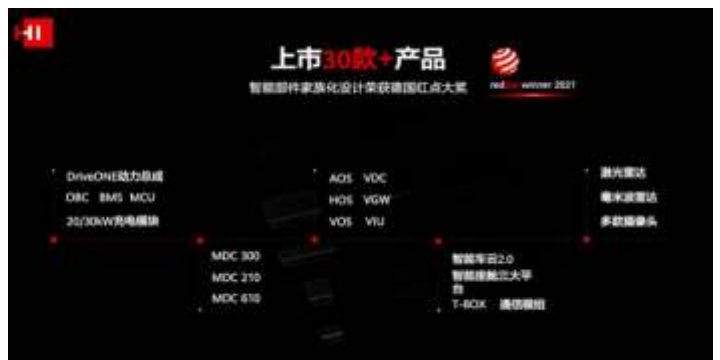 HI
上市30款+产品
智能部件家族化设计荣获德国红点大奖
reddot winner 2021
DriveONE动力总成
OBC BMS MCU
20/30kW充电模块
MDC 300
MDC 210
MDC 610
AOS VDC
HOS VGW
VOS VIU
智能车云2.0
智能座舱三大平
台
T-BOX 通信模组
激光雷达
毫米波雷达
多款摄像头